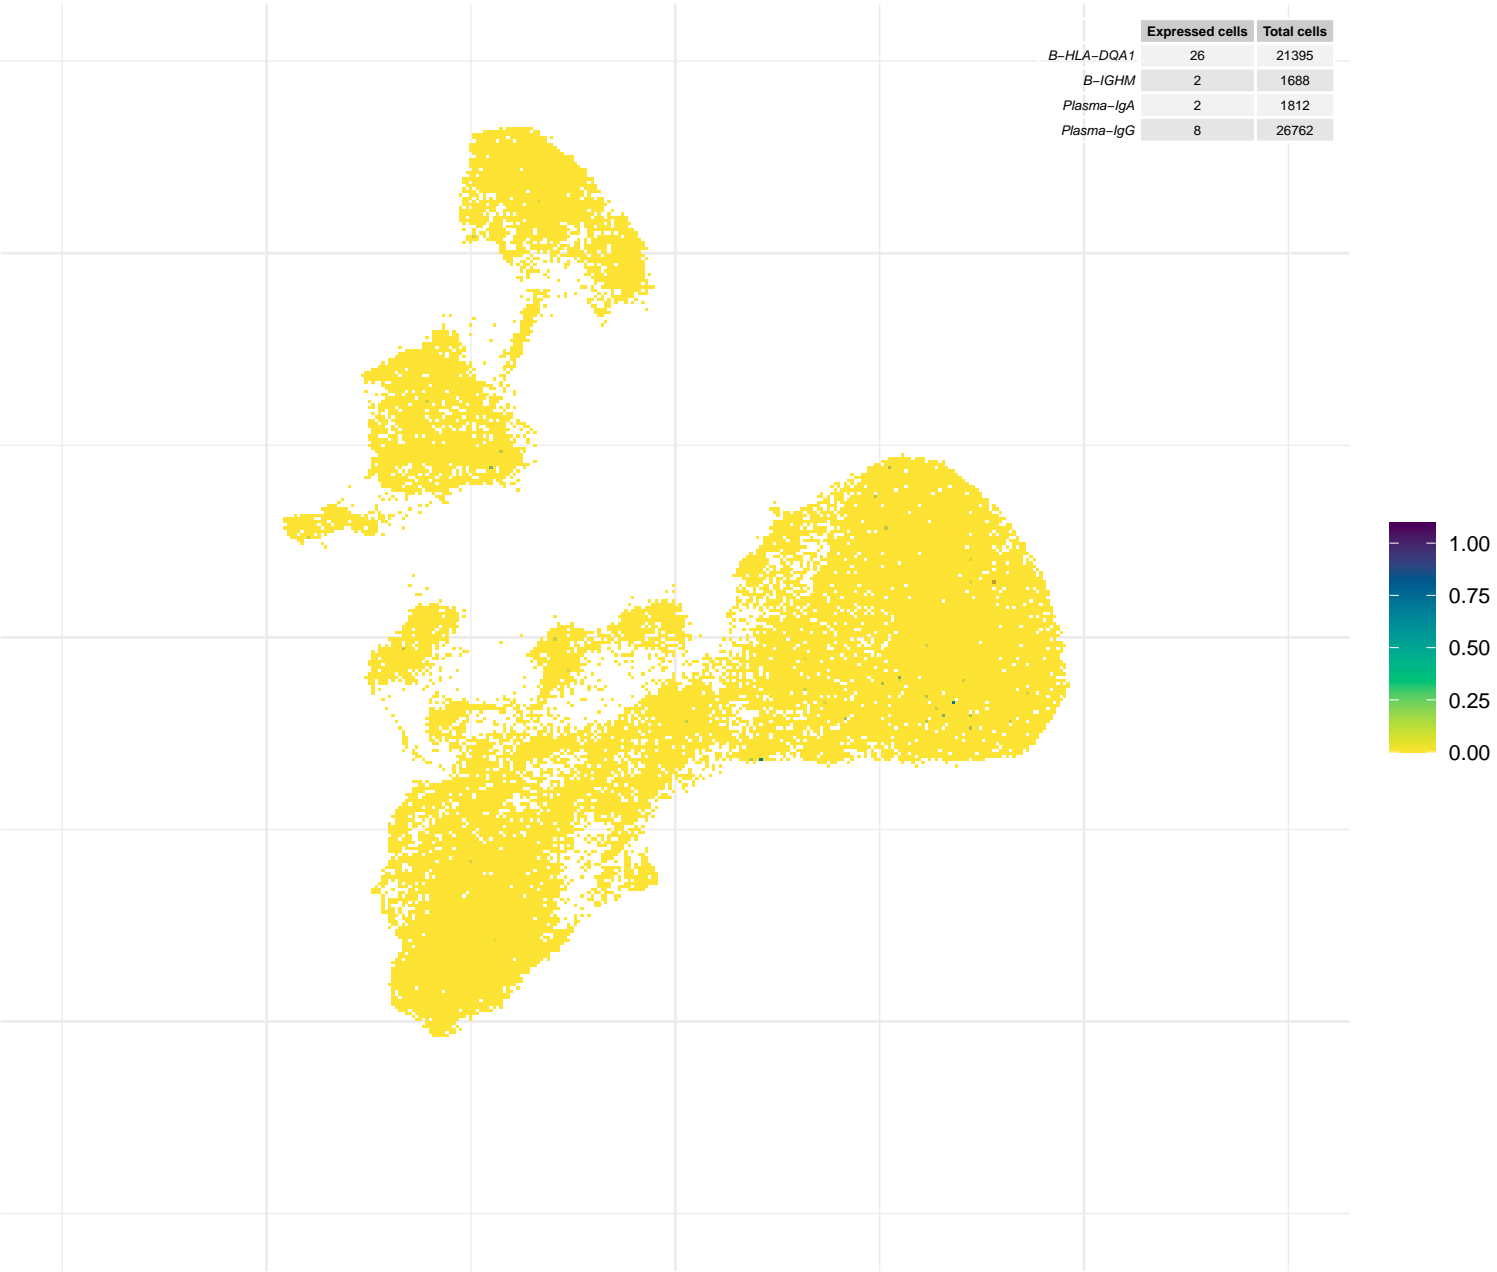 Expressed cells Total cells
B−HLA−DQA1 26 21395
B−IGHM 2 1688
Plasma−IgA 2 1812
Plasma−IgG 8 26762
1.00
0.75
0.50
0.25
0.00